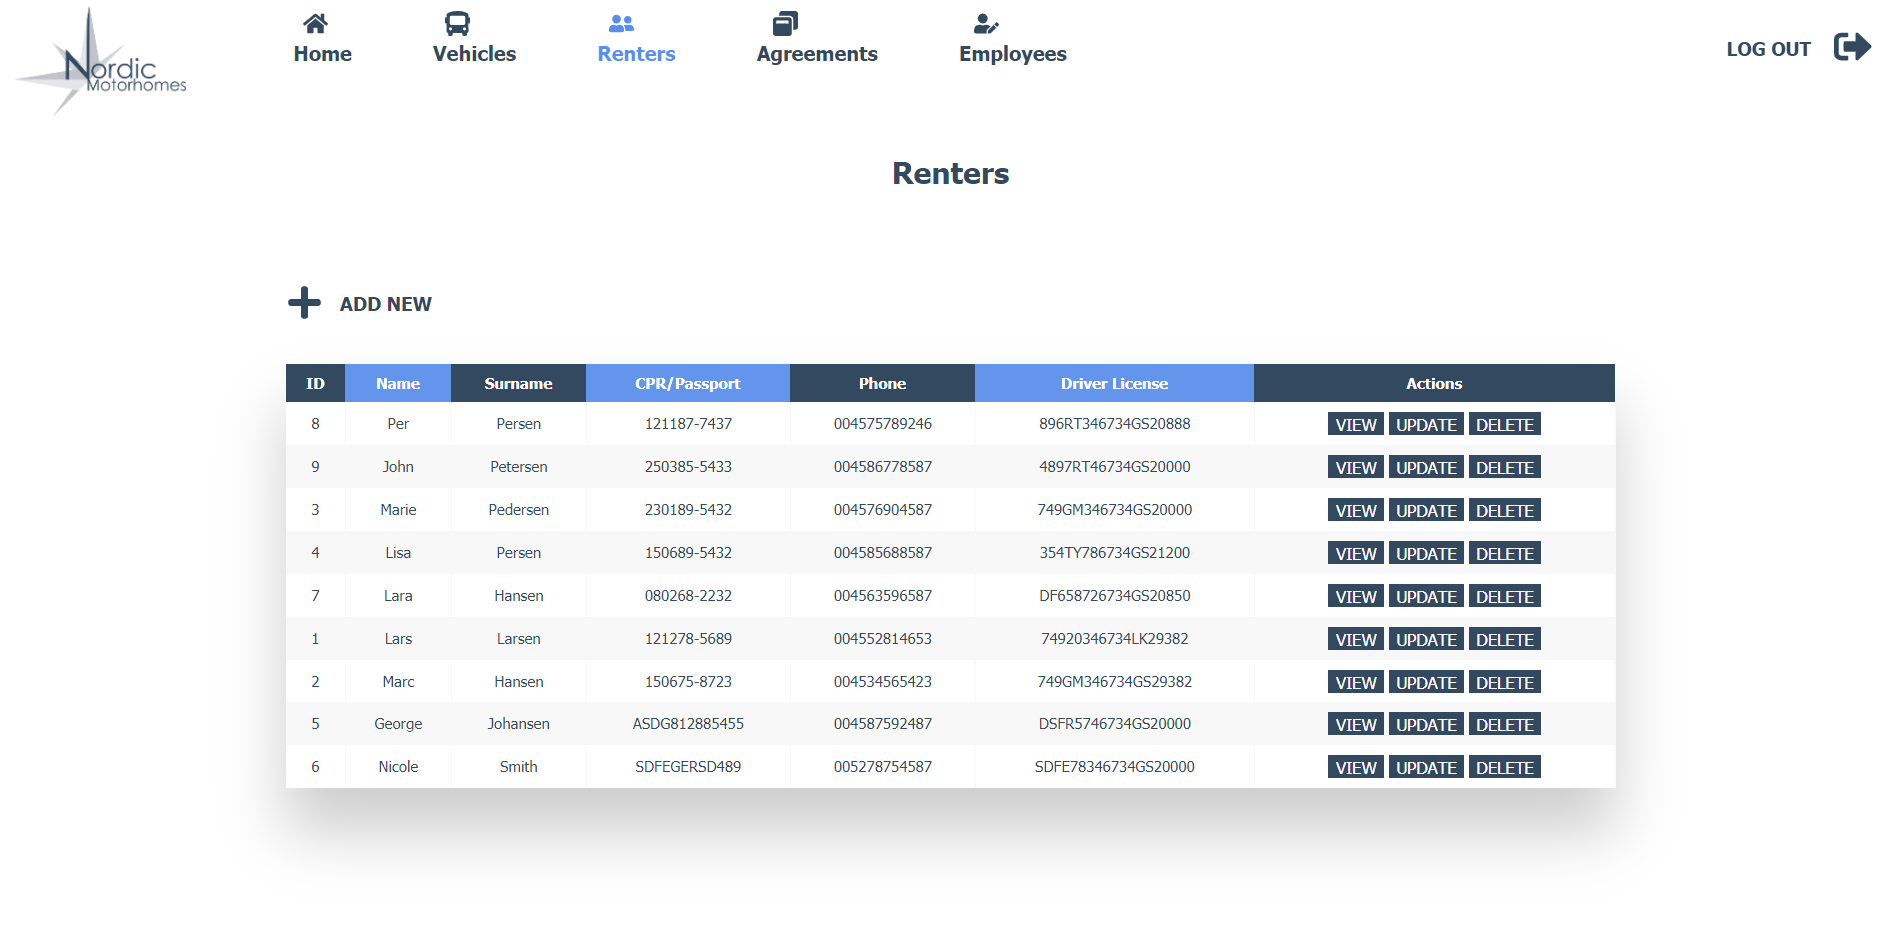 Nordic
Motorhomes
Home Vehicles Renters Agreements Employees
LOG OUT
Renters
ADD NEW
ID Name Surname CPR/Passport Phone Driver License Actions
8 Per Persen 121187-7437 004575789246 896RT346734GS20888 VIEW UPDATE DELETE
9 John Petersen 250385-5433 004586778587 4897RT46734GS20000 VIEW UPDATE DELETE
3 Marie Pedersen 230189-5432 004576904587 749GM346734GS20000 VIEW UPDATE DELETE
4 Lisa Persen 150689-5432 004585688587 354TY786734GS21200 VIEW UPDATE DELETE
7 Lara Hansen 080268-2232 004563596587 DF658726734GS20850 VIEW UPDATE DELETE
1 Lars Larsen 121278-5689 004552814653 74920346734LK29382 VIEW UPDATE DELETE
2 Marc Hansen 150675-8723 004534565423 749GM346734GS29382 VIEW UPDATE DELETE
5 George Johansen ASDG812885455 004587592487 DSFR5746734GS20000 VIEW UPDATE DELETE
6 Nicole Smith SDFEGERSD489 005278754587 SDFE78346734GS20000 VIEW UPDATE DELETE